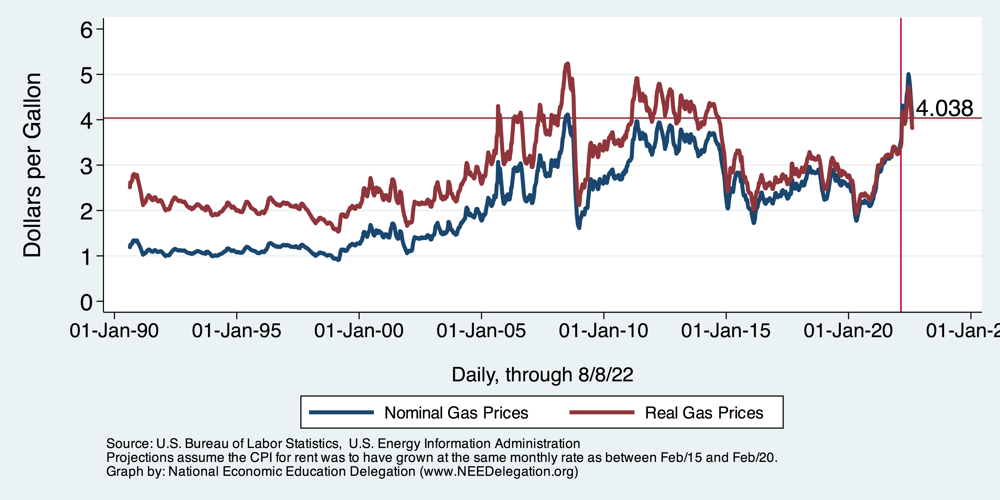 6
5
4
3
2
1
0
Dollars per Gallon
4.038
01-Jan-90 01-Jan-95 01-Jan-00 01-Jan-05 01-Jan-10 01-Jan-15 01-Jan-20 01-Jan-2
Daily, through 8/8/22
Nominal Gas Prices Real Gas Prices
Source: U.S. Bureau of Labor Statistics, U.S. Energy Information Administration
Projections assume the CPI for rent was to have grown at the same monthly rate as between Feb/15 and Feb/20.
Graph by: National Economic Education Delegation (www.NEEDelegation.org)